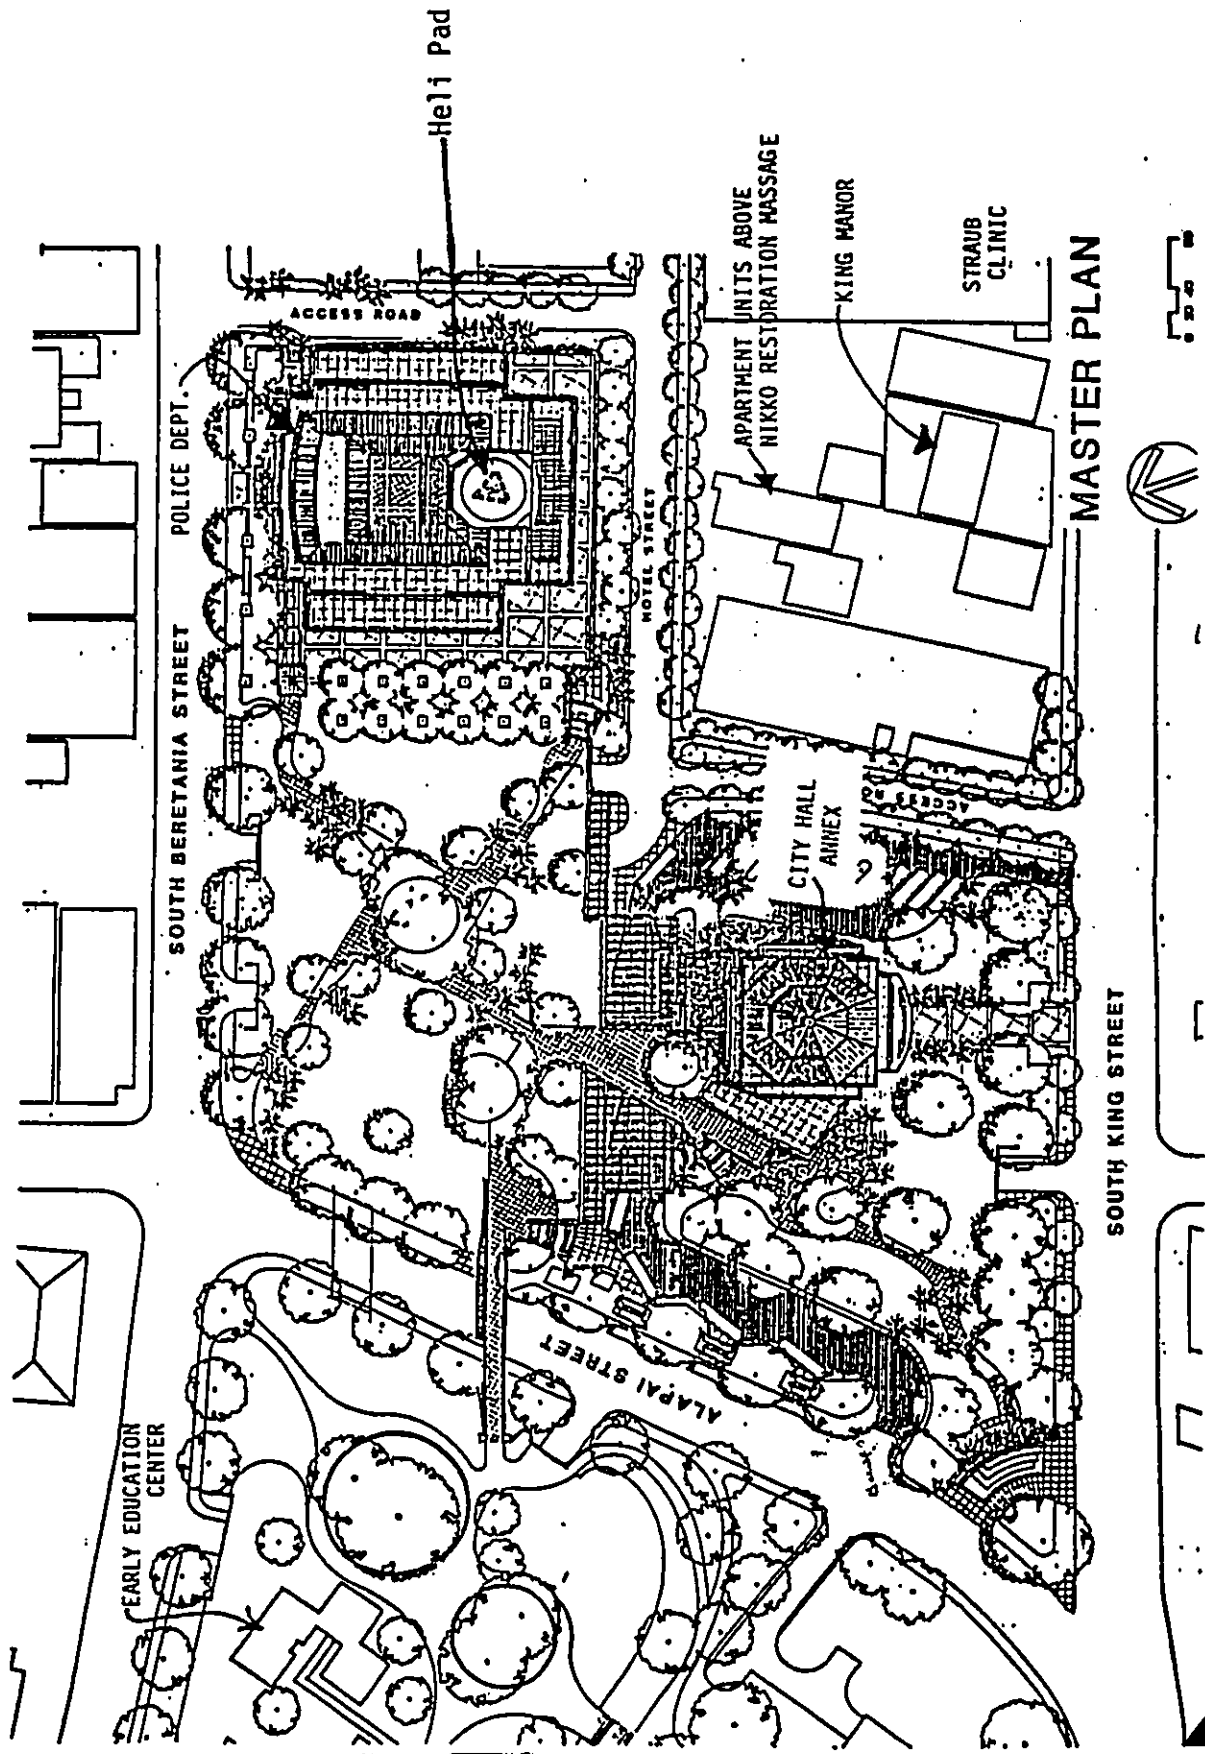 Heli Pad
POLICE DEPT.
ACCESS ROAD
SOUTH BERETANIA STREET
HOTEL STREET
APARTMENT UNITS ABOVE
NIKKO RESTORATION MASSAGE
KING MANOR
STRAUB
CLINIC
MASTER PLAN
CITY HALL
ANNEX
ACCESS
SOUTH KING STREET
ALAPAI STREET
EARLY EDUCATION
CENTER